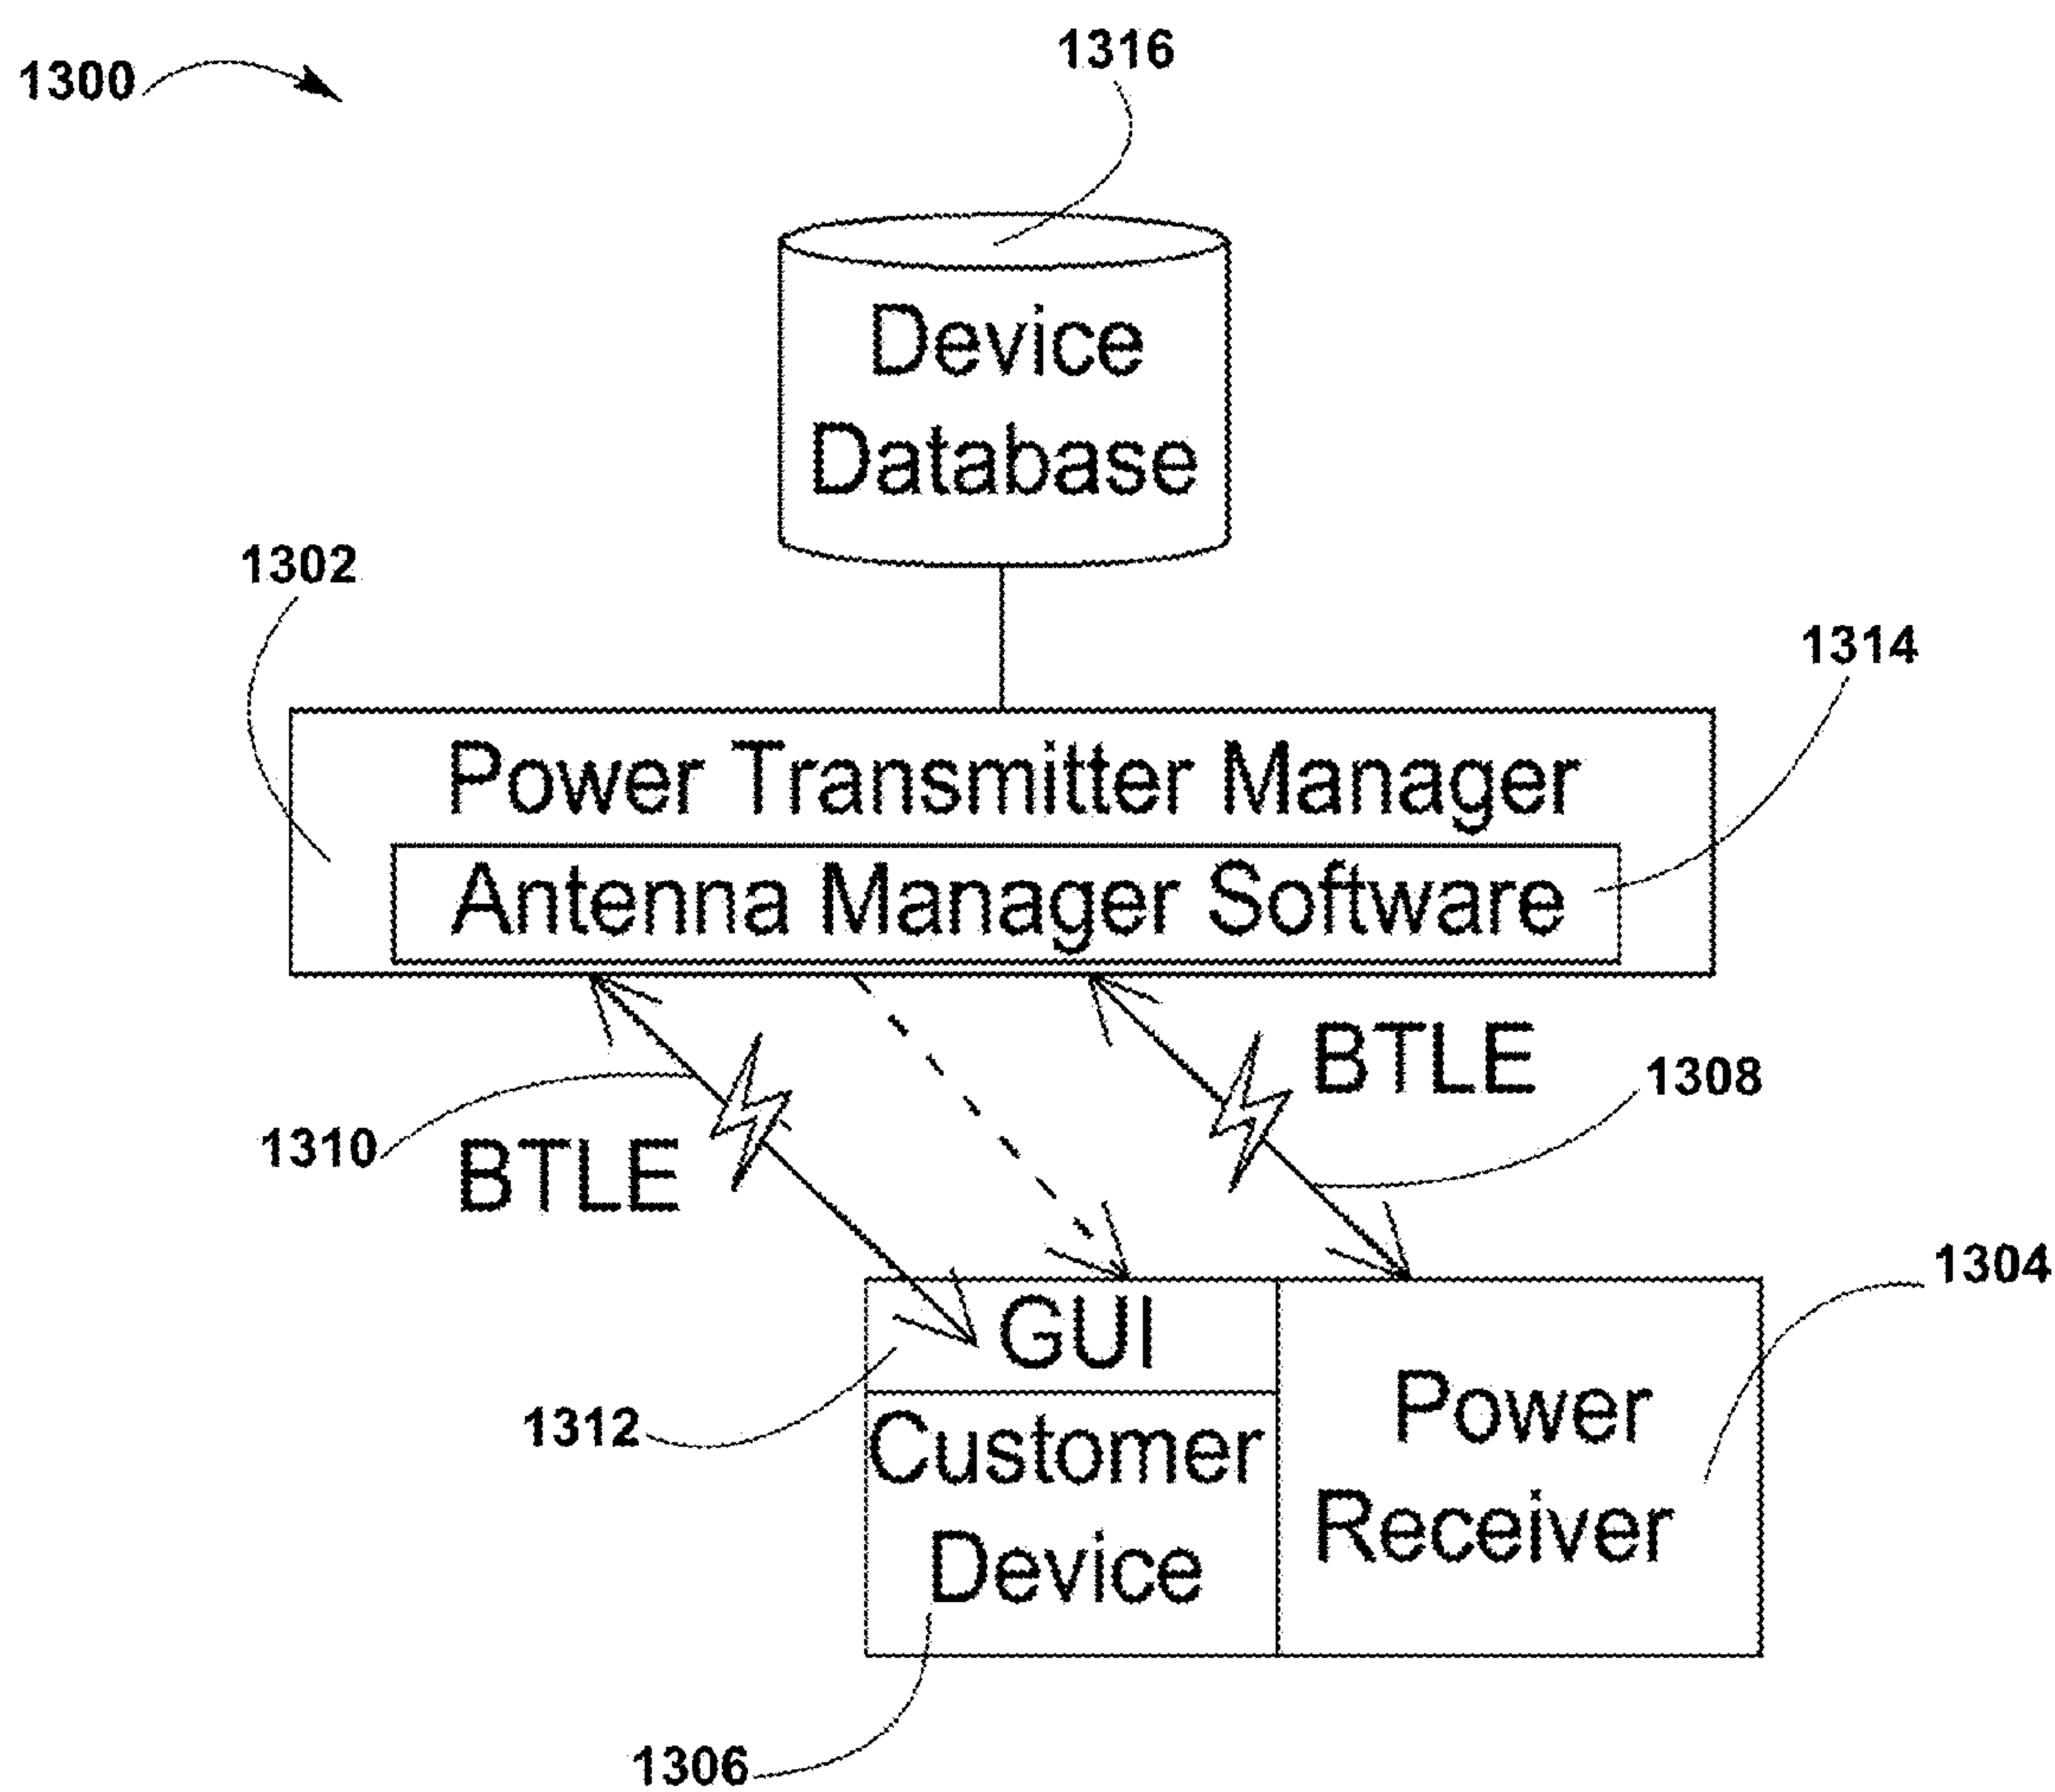 1316
1300
Device
Database
1302
1314
Power Transmitter Manager
Antenna Manager Software
BTLE
1308
1310
BTLE
1304
GUI
1312
Customer
Device
Power
Receiver
1306